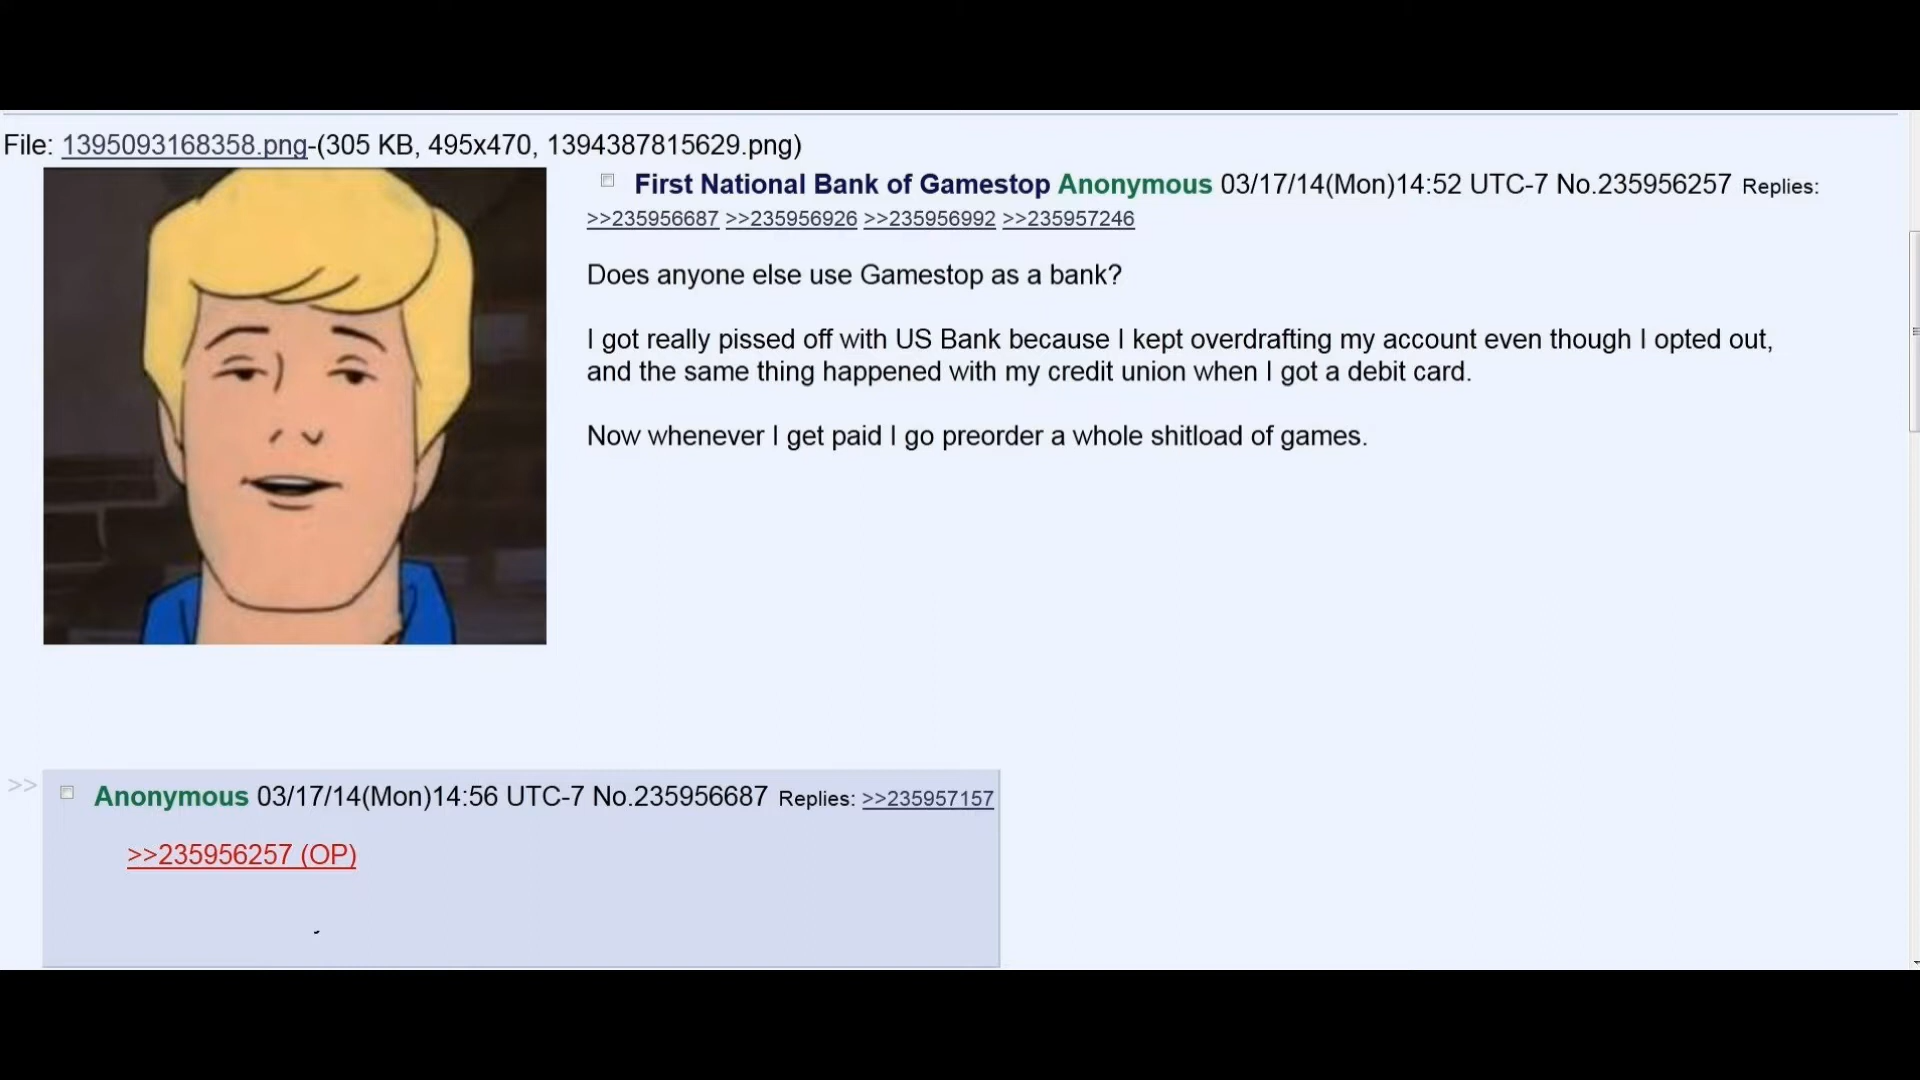 File: 1395093168358.png-(305 KB, 495x470, 1394387815629.png)
First National Bank of Gamestop Anonymous 03/17/14(Mon)14:52 UTC-7 No.235956257 Replies:
>>235956687 >>235956926 >>235956992 >>235957246
Does anyone else use Gamestop as a bank?
I got really pissed off with US Bank because I kept overdrafting my account even though I opted out,
and the same thing happened with my credit union when I got a debit card.
Now whenever I get paid I go preorder a whole shitload of games.
>> Anonymous 03/17/14(Mon)14:56 UTC-7 No.235956687 Replies: >>235957157
>>235956257 (OP)